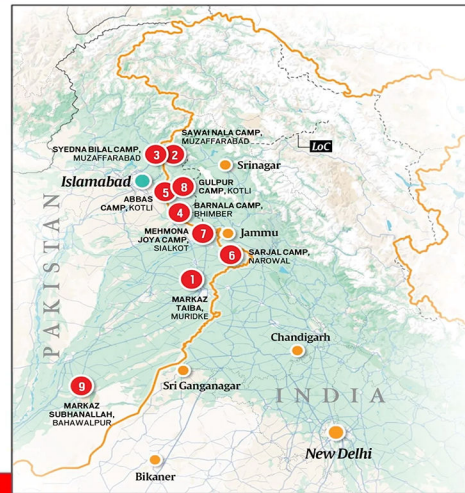 SAWAI NALA CAMP,
MUZAFFARABAD
SYEDNA BILAL CAMP,
MUZAFFARABAD
3
2
LoC
Srinagar
Islamabad
8
GULPUR
CAMP, KOTLI
5
ABBAS
CAMP, KOTLI
4
BARNALA CAMP,
BHIMBER
MEHMONA
JOYA CAMP,
SIALKOT
7
Jammu
6
SARJAL CAMP,
NAROWAL
PAKISTAN
1
MARKAZ
TAIBA,
MURIDKE
Chandigarh
Sri Ganganagar
9
INDIA
MARKAZ
SUBHANALLAH,
BAHAWALPUR
New Delhi
Bikaner